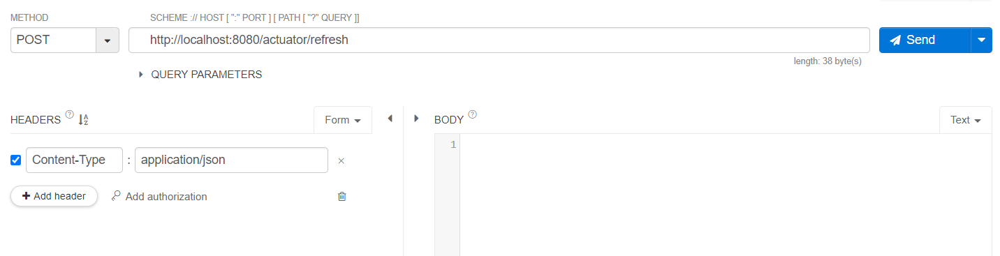 METHOD SCHEME :// HOST [ ":" PORT ] [ PATH [ "?" QUERY ]]
POST http://localhost:8080/actuator/refresh Send
length: 38 byte(s)
QUERY PARAMETERS
HEADERS ? Form BODY ? Text
Content-Type : application/json 1
Add header Add authorization